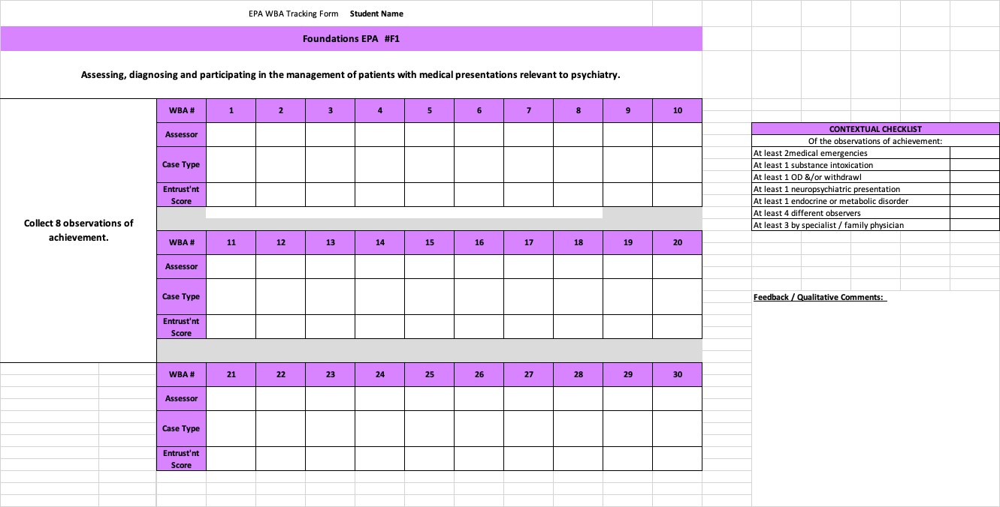 EPA WBA Tracking Form Student Name
Foundations EPA #F1
Assessing, diagnosing and participating in the management of patients with medical presentations relevant to psychiatry.
WBA # 1 2 3 4 5 6 7 8 9 10
Assessor
Case Type
Entrust'nt
Score
Collect 8 observations of
achievement.
WBA # 11 12 13 14 15 16 17 18 19 20
Assessor
Case Type
Entrust'nt
Score
WBA # 21 22 23 24 25 26 27 28 29 30
Assessor
Case Type
Entrust'nt
Score
CONTEXTUAL CHECKLIST
Of the observations of achievement:
At least 2medical emergencies
At least 1 substance intoxication
At least 1 OD &/or withdrawl
At least 1 neuropsychiatric presentation
At least 1 endocrine or metabolic disorder
At least 4 different observers
At least 3 by specialist / family physician
Feedback / Qualitative Comments: